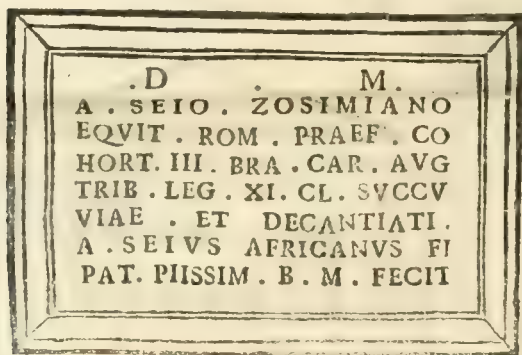 . D . M .
A . SEIO . ZOSIMIANO
EQVIT . ROM . PRAEF . CO
HORT. III. BRA . CAR. AVG
TRIB . LEG . XI. CL. SVCCV
VIAE . ET DECANTIATI .
A . SEIVS AFRICANVS FI
PAT. PIISSIM . B . M . FECIT